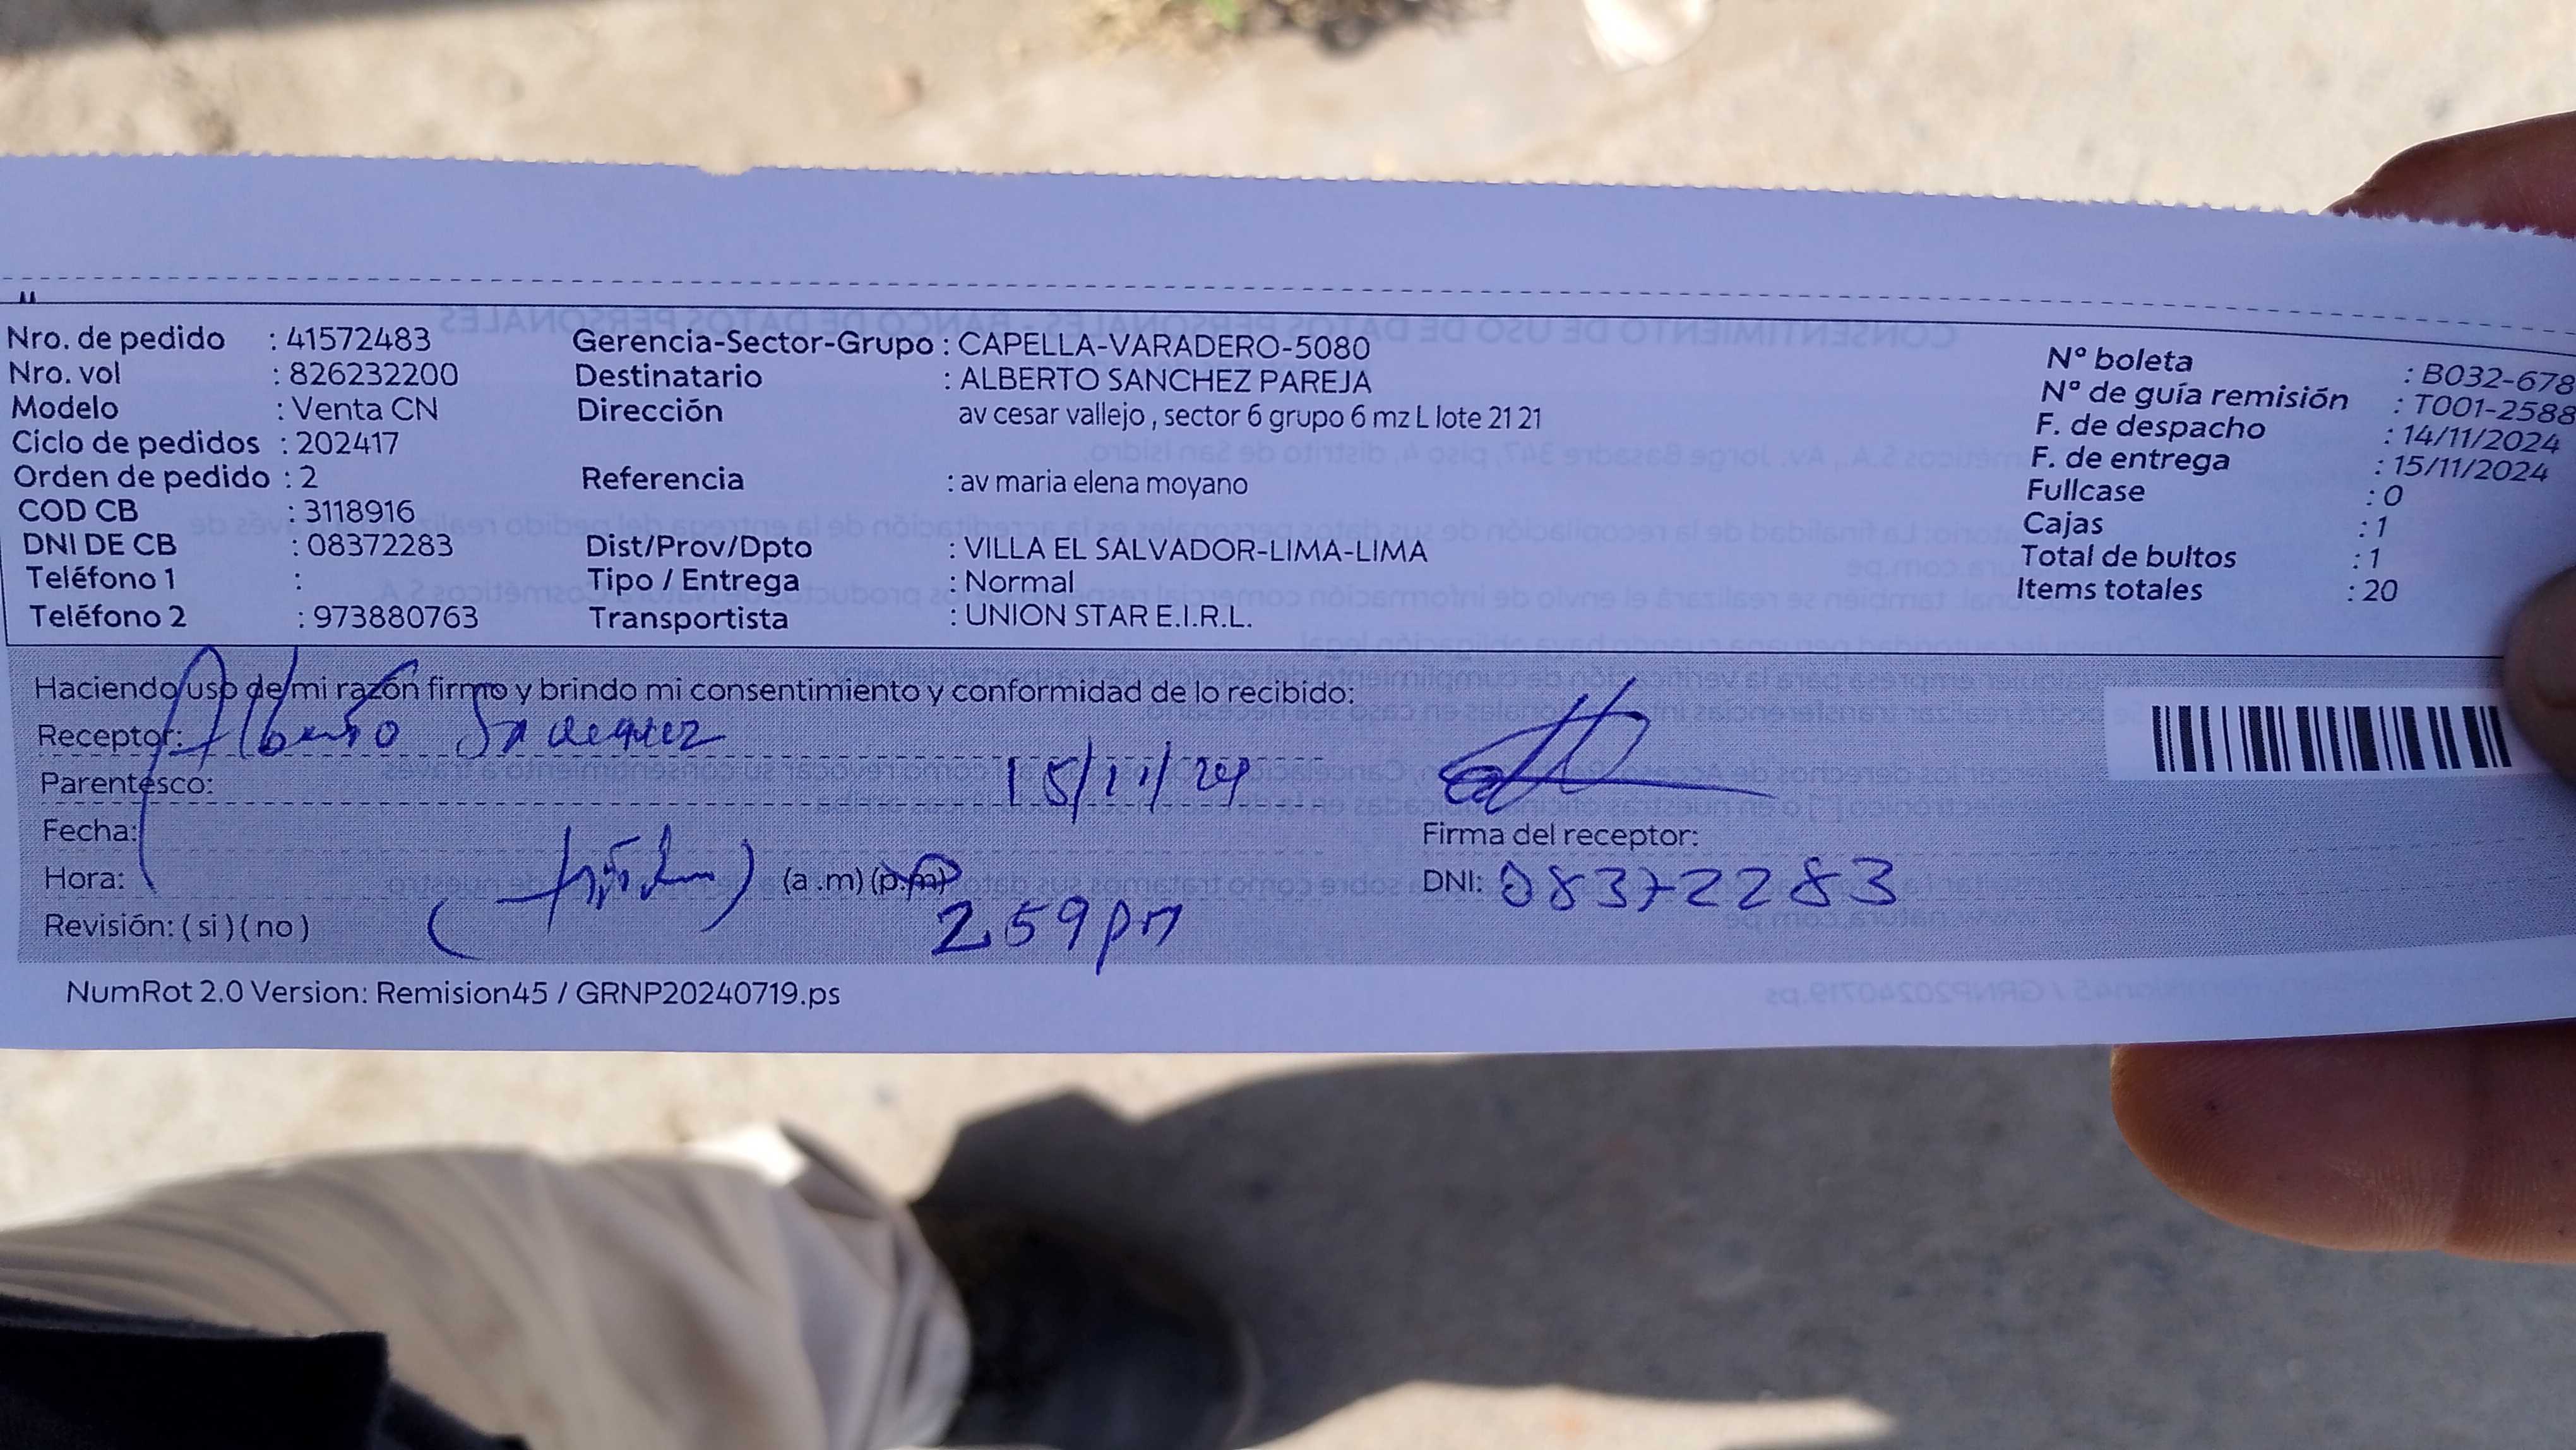 Nro. de pedido : 41572483
Nro. vol : 826232200
Modelo : Venta CN
Ciclo de pedidos : 202417
Orden de pedido : 2
COD CB : 3118916
DNI DE CB : 08372283
Teléfono 1 :
Teléfono 2 : 973880763
Gerencia-Sector-Grupo : CAPELLA-VARADERO-5080
Destinatario : ALBERTO SANCHEZ PAREJA
Dirección av cesar vallejo , sector 6 grupo 6 mz L lote 21 21
Referencia : av maria elena moyano
Dist/Prov/Dpto : VILLA EL SALVADOR-LIMA-LIMA
Tipo / Entrega : Normal
Transportista : UNION STAR E.I.R.L.
N° boleta : B032-678
N° de guía remisión : T001-2588
F. de despacho : 14/11/2024
F. de entrega : 15/11/2024
Fullcase : 0
Cajas : 1
Total de bultos : 1
Items totales : 20
Haciendo uso de mi razón firmo y brindo mi consentimiento y conformidad de lo recibido:
Receptor: Alberto
Parentesco:
15/11/24
Fecha:
Hora: (a .m) (p.m)
2 59 pm
Revisión: ( si ) ( no )
Firma del receptor:
DNI: 08372283
NumRot 2.0 Version: Remision45 / GRNP20240719.ps